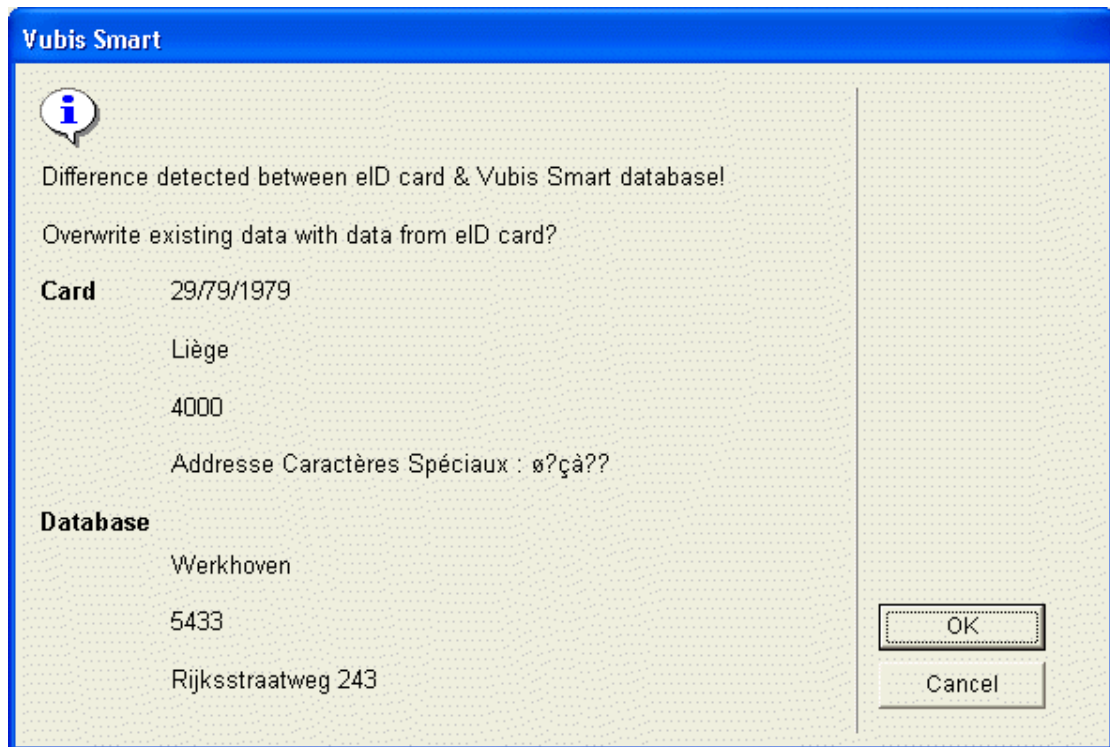 Vubis Smart
Difference detected between eID card & Vubis Smart database!
Overwrite existing data with data from eID card?
Card 29/79/1979
Liège
4000
Addresse Caractères Spéciaux : ø?çà??
Database
Werkhoven
5433
Rijksstraatweg 243
OK
Cancel